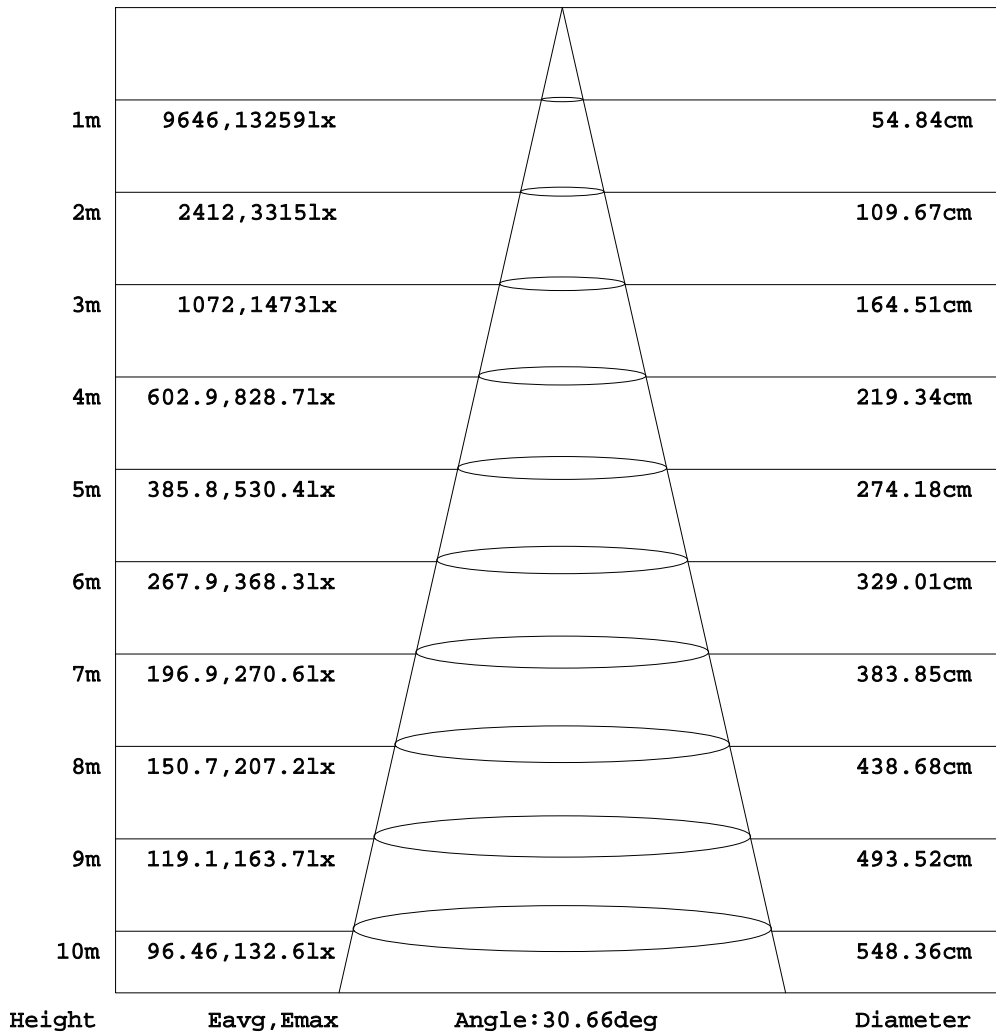 1m 9646,13259lx 54.84cm
2m 2412,3315lx 109.67cm
3m 1072,1473lx 164.51cm
4m 602.9,828.7lx 219.34cm
5m 385.8,530.4lx 274.18cm
6m 267.9,368.3lx 329.01cm
7m 196.9,270.6lx 383.85cm
8m 150.7,207.2lx 438.68cm
9m 119.1,163.7lx 493.52cm
10m 96.46,132.6lx 548.36cm
Height Eavg,Emax Angle:30.66deg Diameter